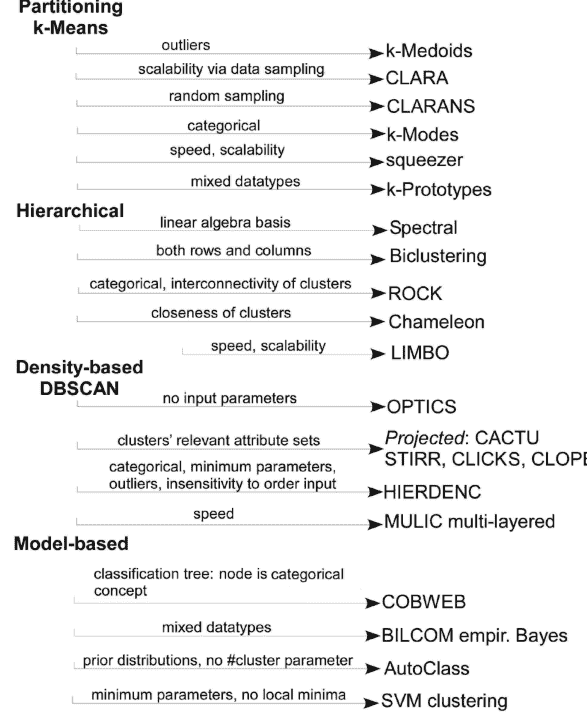 Partitioning
k-Means
outliers
k-Medoids
scalability via data sampling
CLARA
random sampling
CLARANS
categorical
k-Modes
speed, scalability
squeezer
mixed datatypes
k-Prototypes
Hierarchical
linear algebra basis
Spectral
both rows and columns
Biclustering
categorical, interconnectivity of clusters
ROCK
closeness of clusters
Chameleon
speed, scalability
LIMBO
Density-based
DBSCAN
no input parameters
OPTICS
clusters' relevant attribute sets
Projected: CACTU
STIRR, CLICKS, CLOPE
categorical, minimum parameters,
outliers, insensitivity to order input
HIERDENC
speed
MULIC multi-layered
Model-based
classification tree: node is categorical
concept
COBWEB
mixed datatypes
BILCOM empir. Bayes
prior distributions, no #cluster parameter
AutoClass
minimum parameters, no local minima
SVM clustering